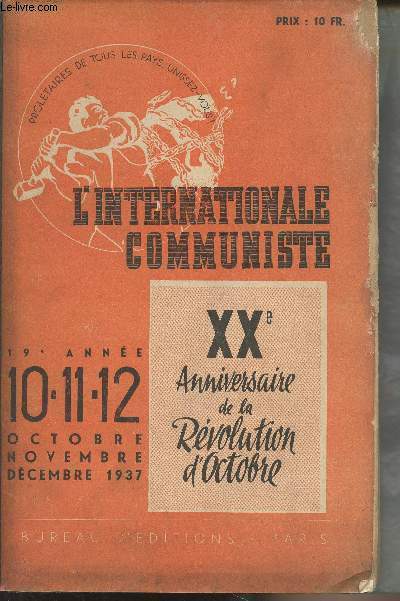 Le-livre.com
PRIX : 10 FR.
PROLÉTAIRES DE TOUS LES PAYS, UNISSEZ-VOUS !
L'INTERNATIONALE
COMMUNISTE
XXe
Anniversaire
de la
Révolution
d'Octobre
19e ANNÉE
10-11-12
OCTOBRE
NOVEMBRE
DÉCEMBRE 1937
BUREAU D'ÉDITIONS - PARIS